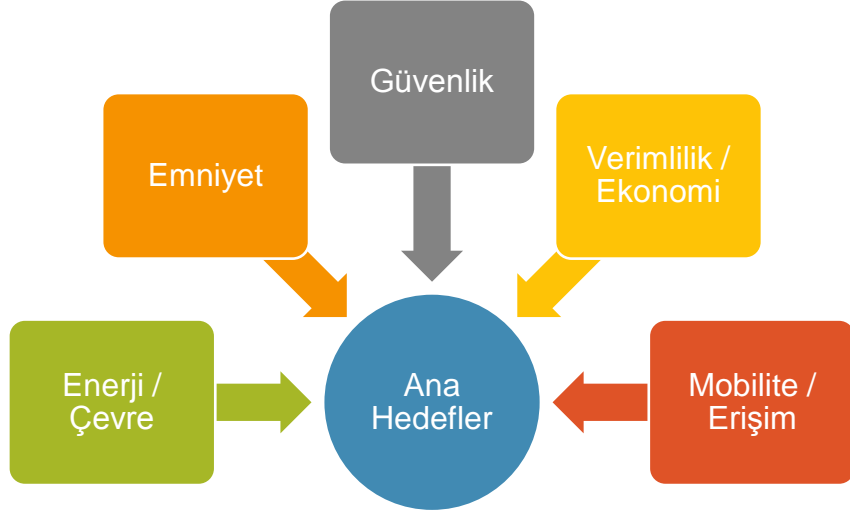 Güvenlik
Emniyet
Verimlilik /
Ekonomi
Enerji /
Çevre
Ana
Hedefler
Mobilite /
Erişim